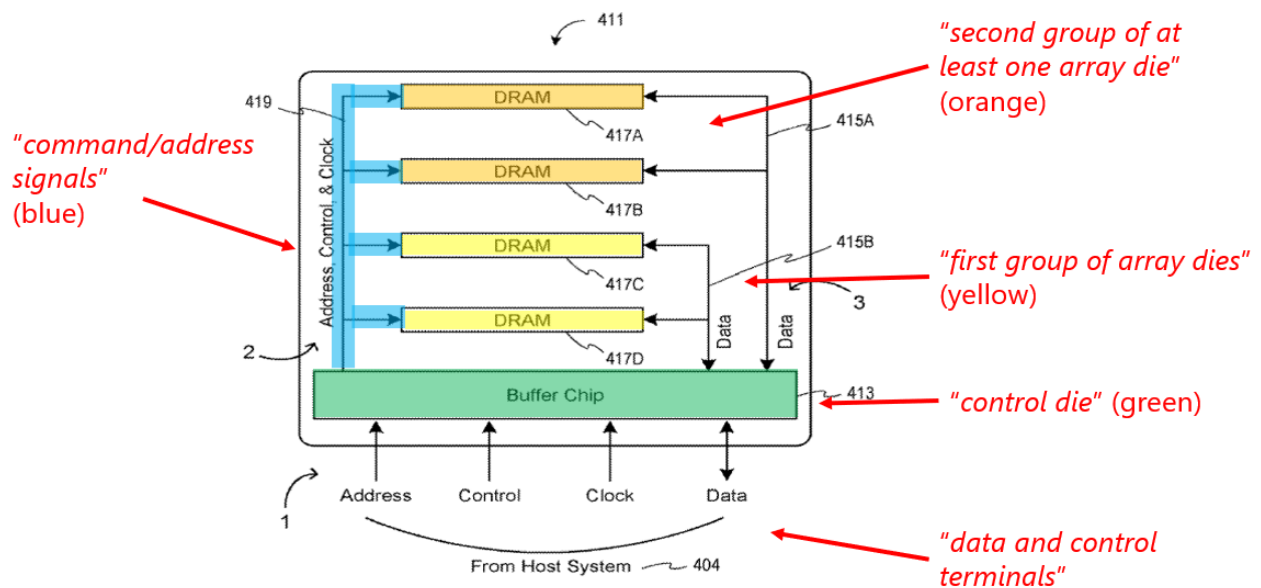 411
"second group of at
least one array die"
(orange)
419
DRAM
417A
415A
"command/address
signals"
(blue)
Address, Control, & Clock
DRAM
417B
415B
DRAM
417C
"first group of array dies"
(yellow)
3
DRAM
417D
Data
Data
2
Buffer Chip
413
"control die" (green)
1
Address
Control
Clock
Data
"data and control
terminals"
From Host System
404